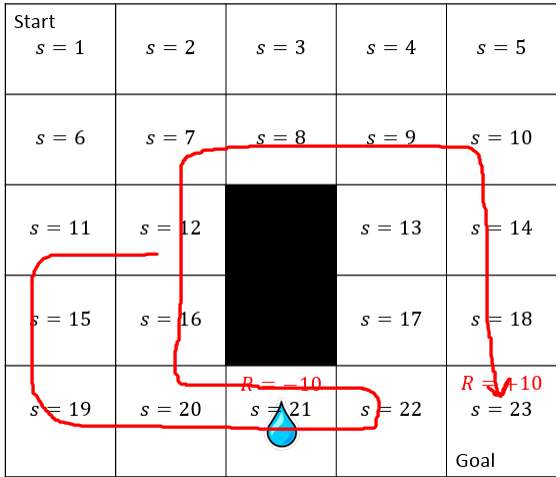 Start
s = 1 s = 2 s = 3 s = 4 s = 5
s = 6 s = 7 s = 8 s = 9 s = 10
s = 11 s = 12 s = 13 s = 14
s = 15 s = 16 s = 17 s = 18
R = −10 R = +10
s = 19 s = 20 s = 21 s = 22 s = 23
Goal